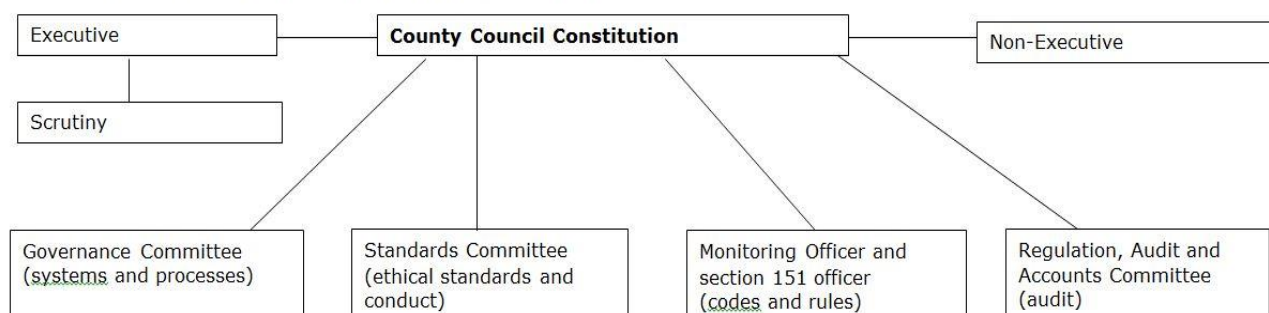 Executive
County Council Constitution
Non-Executive
Scrutiny
Governance Committee
(systems and processes)
Standards Committee
(ethical standards and
conduct)
Monitoring Officer and
section 151 officer
(codes and rules)
Regulation, Audit and
Accounts Committee
(audit)